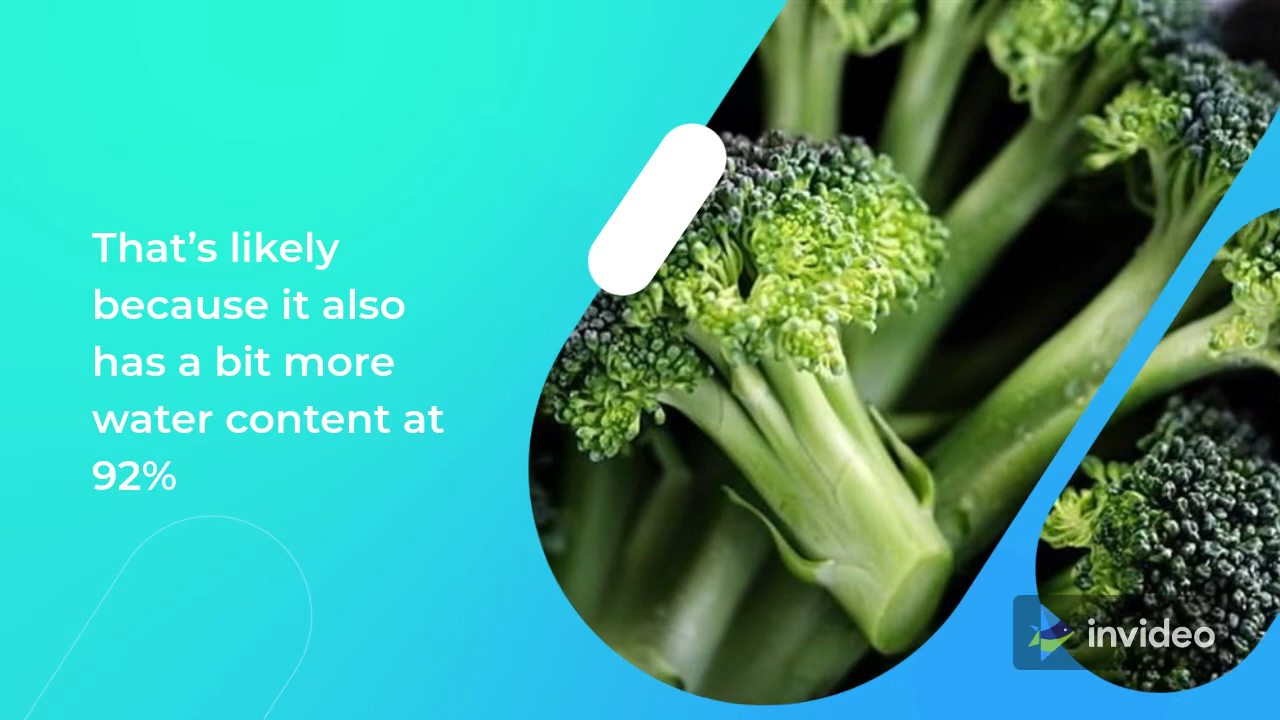 That’s likely
because it also
has a bit more
water content at
92%
invideo